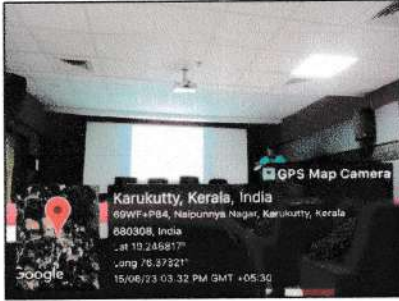 GPS Map Camera
Karukutty, Kerala, India
69WF+P84, Naipunnya Nagar, Karukutty, Kerala
680308, India
Lat 10.246817°
Long 76.37321°
15/06/23 03:32 PM GMT +05:30
Google